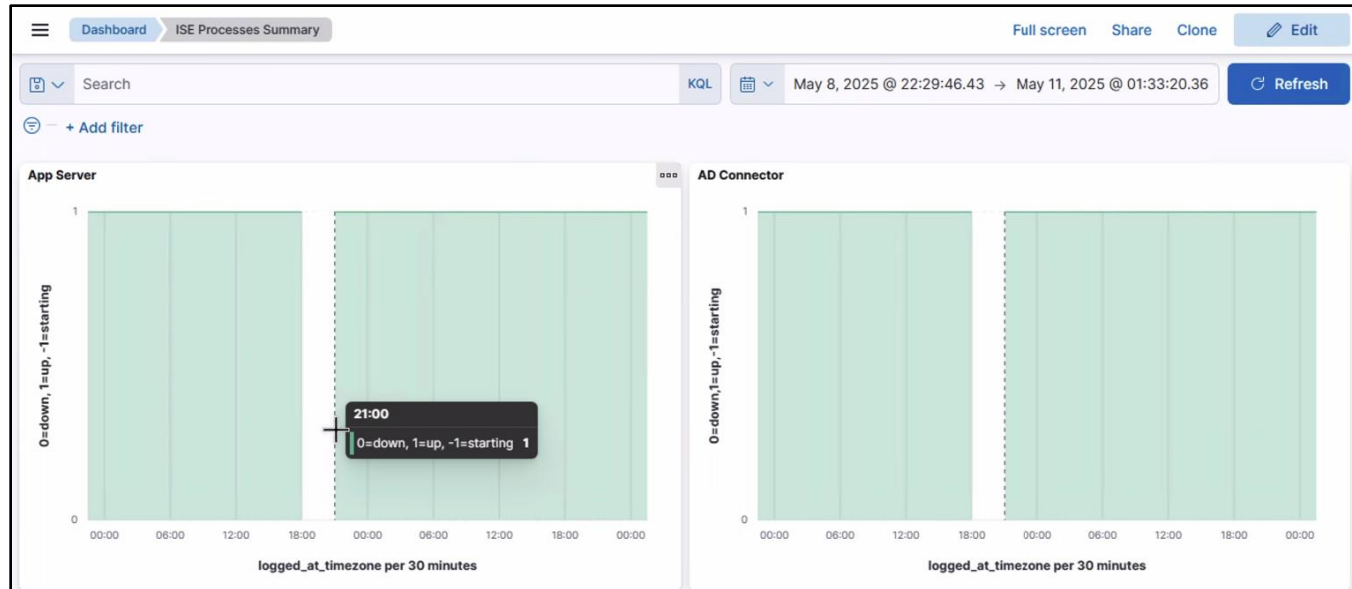 Dashboard ISE Processes Summary Full screen Share Clone Edit
Search KQL May 8, 2025 @ 22:29:46.43 → May 11, 2025 @ 01:33:20.36 Refresh
+ Add filter
App Server
1
0=down, 1=up, -1=starting
21:00
0=down, 1=up, -1=starting 1
0
00:00 06:00 12:00 18:00 00:00 06:00 12:00 18:00 00:00
logged_at_timezone per 30 minutes
AD Connector
1
0=down,1=up,-1=starting
0
00:00 06:00 12:00 18:00 00:00 06:00 12:00 18:00 00:00
logged_at_timezone per 30 minutes